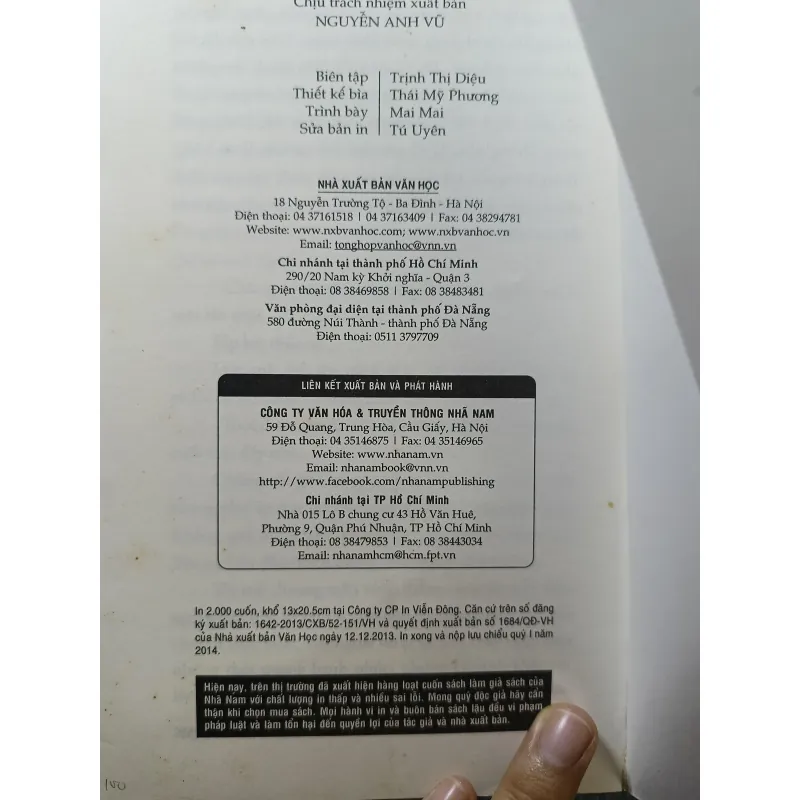 Chịu trách nhiệm xuất bản
NGUYỄN ANH VŨ
Biên tập | Trịnh Thị Diệu
Thiết kế bìa | Thái Mỹ Phương
Trình bày | Mai Mai
Sửa bản in | Tú Uyên
NHÀ XUẤT BẢN VĂN HỌC
18 Nguyễn Trường Tộ - Ba Đình - Hà Nội
Điện thoại: 04 37161518 | 04 37163409 | Fax: 04 38294781
Website: www.nxbvanhoc.com; www.nxbvanhoc.vn
Email: tonghopvanhoc@vnn.vn
Chi nhánh tại thành phố Hồ Chí Minh
290/20 Nam kỳ Khởi nghĩa - Quận 3
Điện thoại: 08 38469858 | Fax: 08 38483481
Văn phòng đại diện tại thành phố Đà Nẵng
580 đường Núi Thành - thành phố Đà Nẵng
Điện thoại: 0511 3797709
LIÊN KẾT XUẤT BẢN VÀ PHÁT HÀNH
CÔNG TY VĂN HÓA & TRUYỀN THÔNG NHÃ NAM
59 Đỗ Quang, Trung Hòa, Cầu Giấy, Hà Nội
Điện thoại: 04 35146875 | Fax: 04 35146965
Website: www.nhanam.vn
Email: nhanambook@vnn.vn
http://www.facebook.com/nhanampublishing
Chi nhánh tại TP Hồ Chí Minh
Nhà 015 Lô B chung cư 43 Hồ Văn Huê,
Phường 9, Quận Phú Nhuận, TP Hồ Chí Minh
Điện thoại: 08 38479853 | Fax: 08 38443034
Email: nhanamhcm@hcm.fpt.vn
In 2.000 cuốn, khổ 13x20.5cm tại Công ty CP In Viễn Đông. Căn cứ trên số đăng
ký xuất bản: 1642-2013/CXB/52-151/VH và quyết định xuất bản số 1684/QĐ-VH
của Nhà xuất bản Văn Học ngày 12.12.2013. In xong và nộp lưu chiểu quý I năm
2014.
Hiện nay, trên thị trường đã xuất hiện hàng loạt cuốn sách làm giả sách của
Nhã Nam với chất lượng in thấp và nhiều sai lỗi. Mong quý độc giả hãy cẩn
thận khi chọn mua sách. Mọi hành vi in và buôn bán sách lậu đều vi phạm
pháp luật và làm tổn hại đến quyền lợi của tác giả và nhà xuất bản.